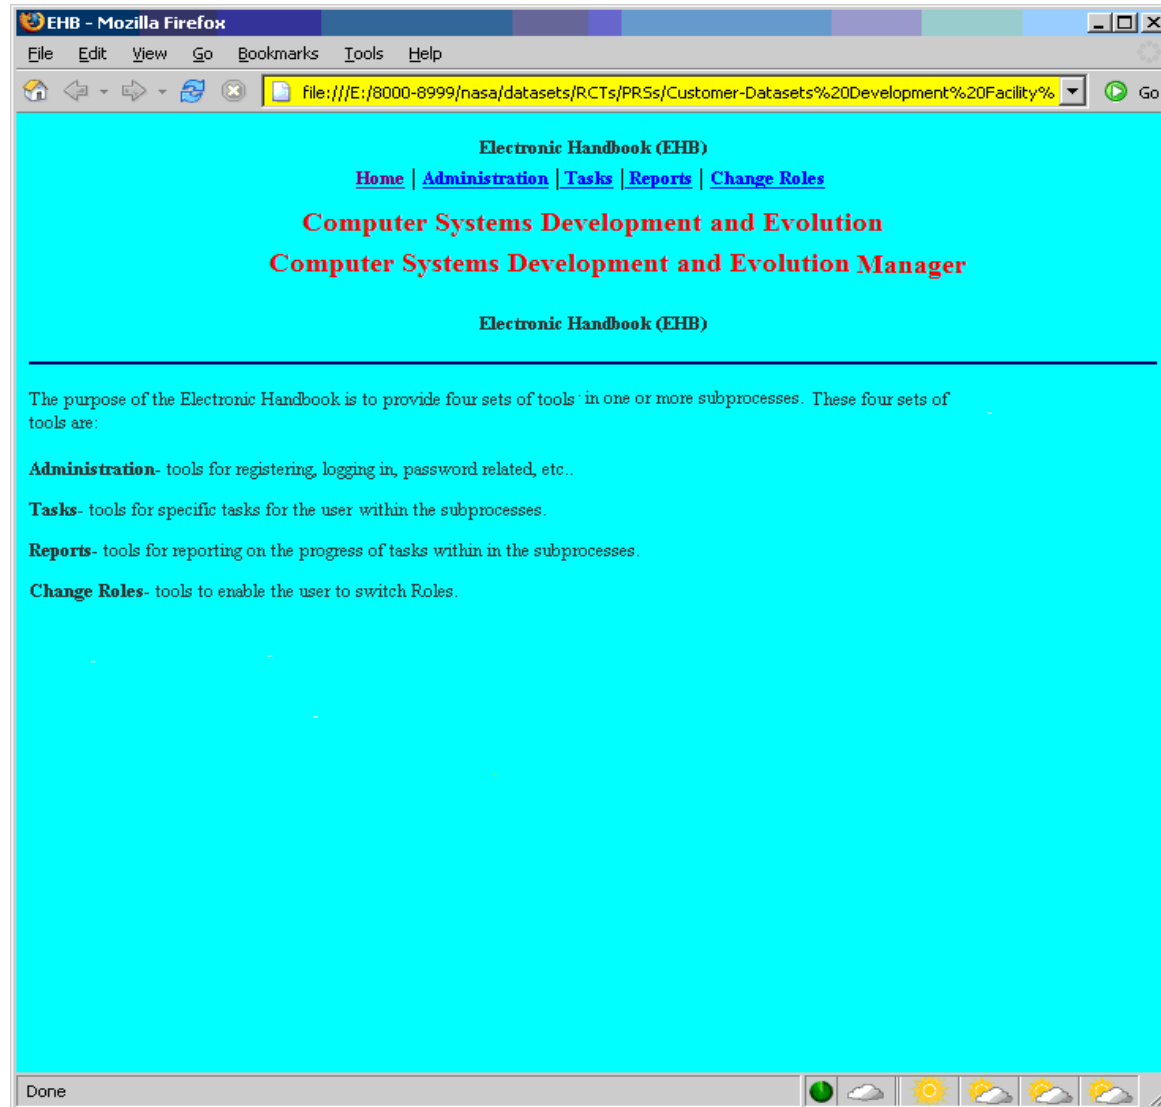 EHB - Mozilla Firefox
File Edit View Go Bookmarks Tools Help
file:///E:/8000-8999/nasa/datasets/RCTs/PRSs/Customer-Datasets%20Development%20Facility% Go
Electronic Handbook (EHB)
Home | Administration | Tasks | Reports | Change Roles
Computer Systems Development and Evolution
Computer Systems Development and Evolution Manager
Electronic Handbook (EHB)
The purpose of the Electronic Handbook is to provide four sets of tools in one or more subprocesses. These four sets of
tools are:
Administration- tools for registering, logging in, password related, etc..
Tasks- tools for specific tasks for the user within the subprocesses.
Reports- tools for reporting on the progress of tasks within in the subprocesses.
Change Roles- tools to enable the user to switch Roles.
Done